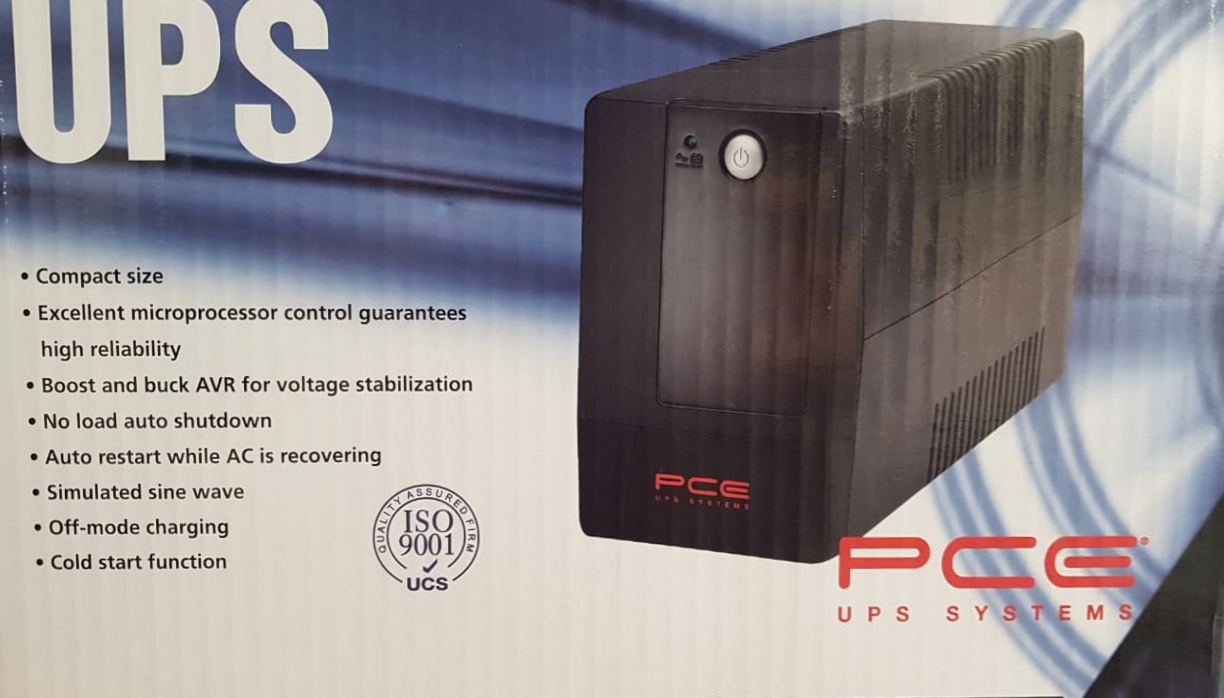 UPS
• Compact size
• Excellent microprocessor control guarantees
high reliability
• Boost and buck AVR for voltage stabilization
• No load auto shutdown
• Auto restart while AC is recovering
• Simulated sine wave
• Off-mode charging
• Cold start function
QUALITY ASSURED FIRM
ISO
9001
UCS
PCE
UPS SYSTEMS
PCE®
UPS SYSTEMS